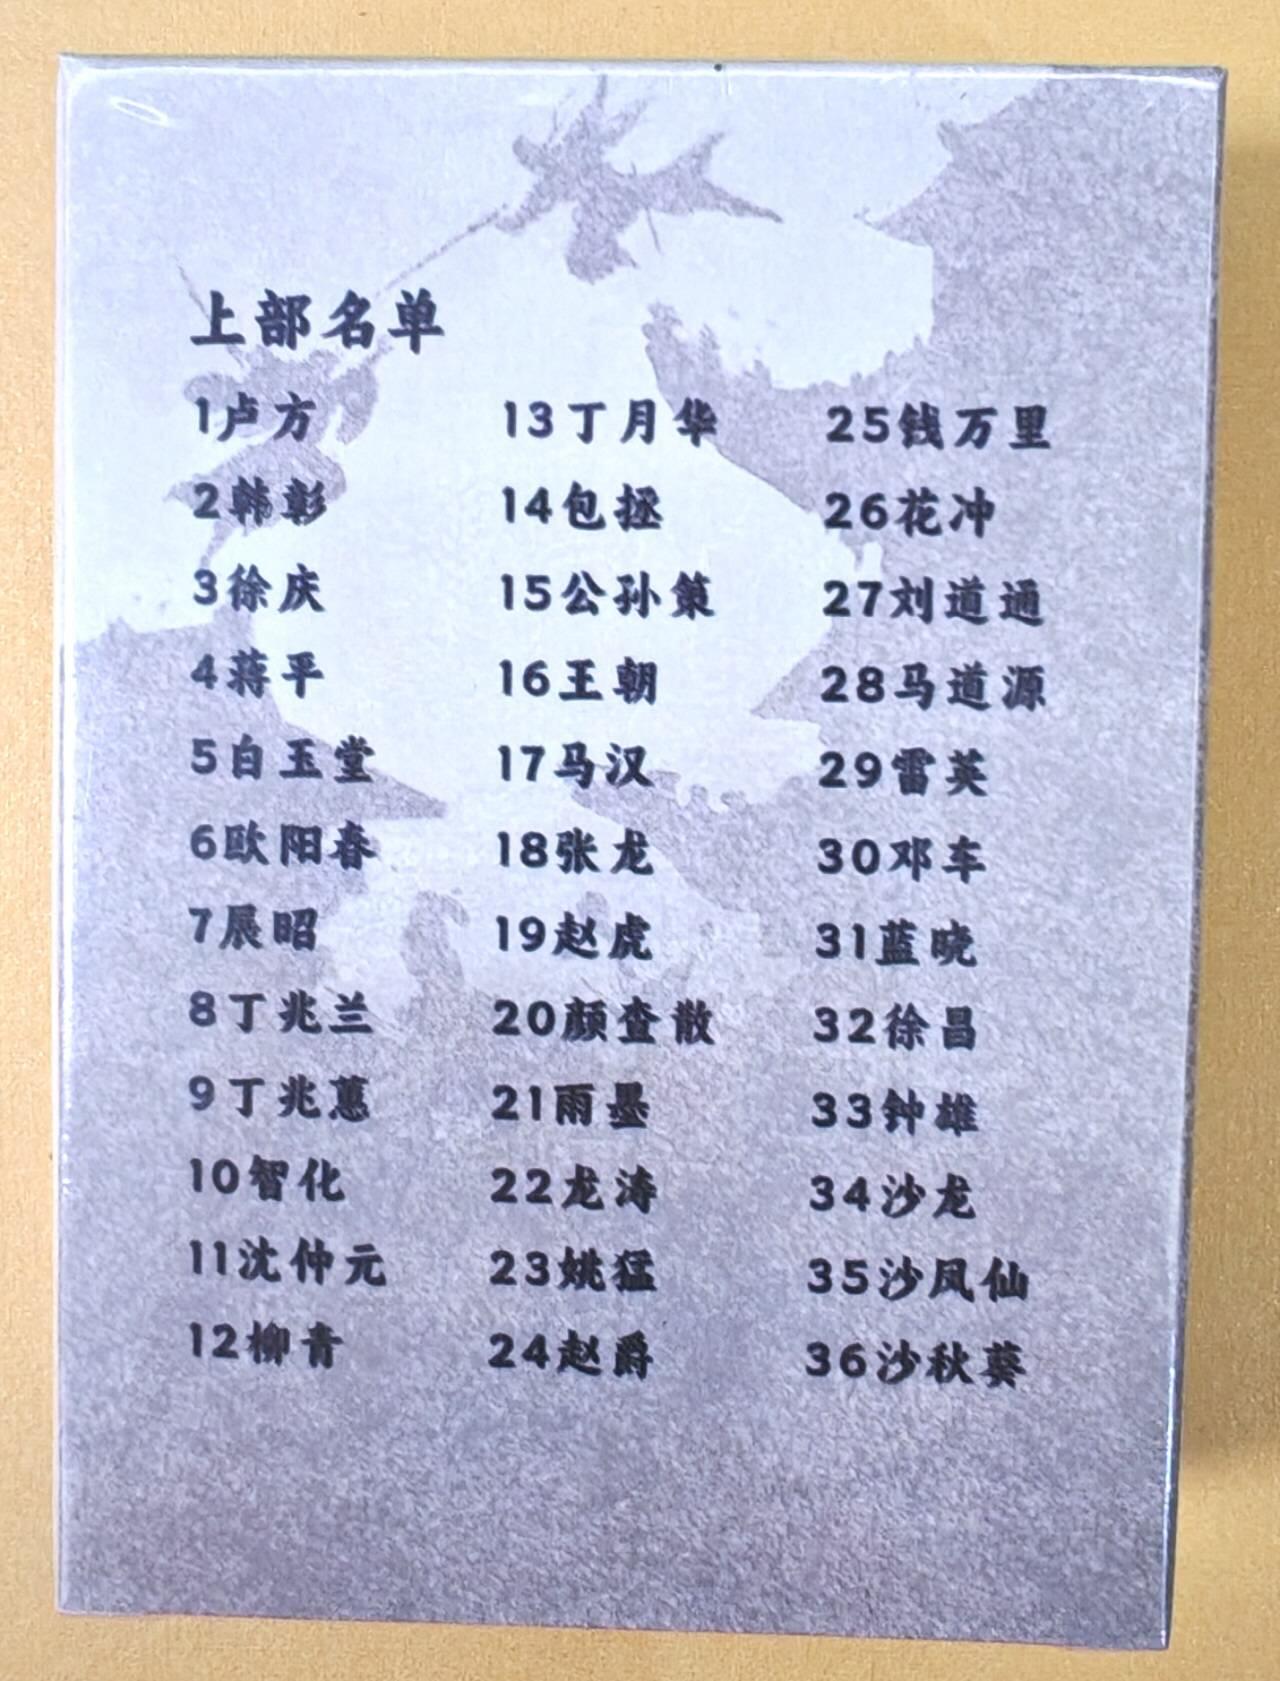 上部名单
1卢方
2韩彰
3徐庆
4蒋平
5白玉堂
6欧阳春
7展昭
8丁兆兰
9丁兆蕙
10智化
11沈仲元
12柳青
13丁月华
14包拯
15公孙策
16王朝
17马汉
18张龙
19赵虎
20颜查散
21雨墨
22龙涛
23姚猛
24赵爵
25钱万里
26花冲
27刘道通
28马道源
29雷英
30邓车
31蓝晓
32徐昌
33钟雄
34沙龙
35沙凤仙
36沙秋葵